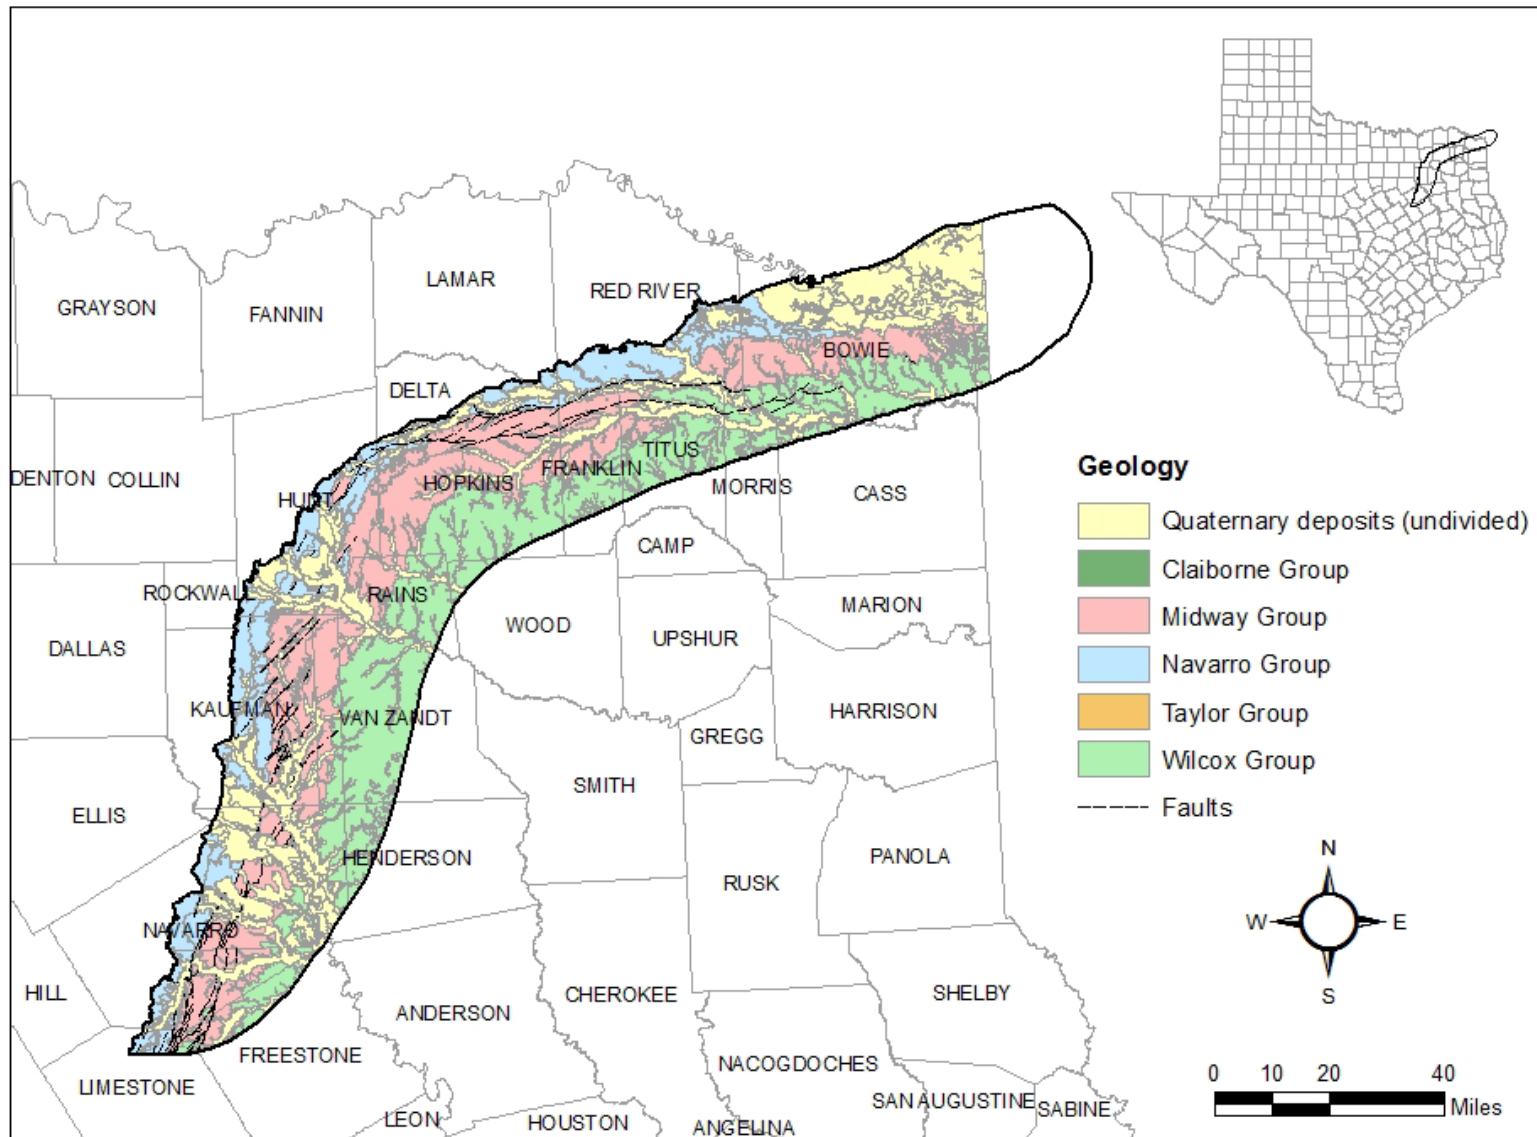 LAMAR
RED RIVER
GRAYSON
FANNIN
BOWIE
DELTA
TITUS
FRANKLIN
DENTON
COLLIN
HOPKINS
MORRIS
CASS
HUNT
CAMP
ROCKWALL
RAINS
MARION
WOOD
UPSHUR
DALLAS
KAUFMAN
VAN ZANDT
HARRISON
GREGG
SMITH
ELLIS
HENDERSON
PANOLA
RUSK
NAVARRO
HILL
CHEROKEE
SHELBY
ANDERSON
FREESTONE
NACOGDOCHES
LIMESTONE
SAN AUGUSTINE
SABINE
LEON
HOUSTON
ANGELINA
Geology
Quaternary deposits (undivided)
Claiborne Group
Midway Group
Navarro Group
Taylor Group
Wilcox Group
Faults
N
W E
S
0 10 20 40
Miles